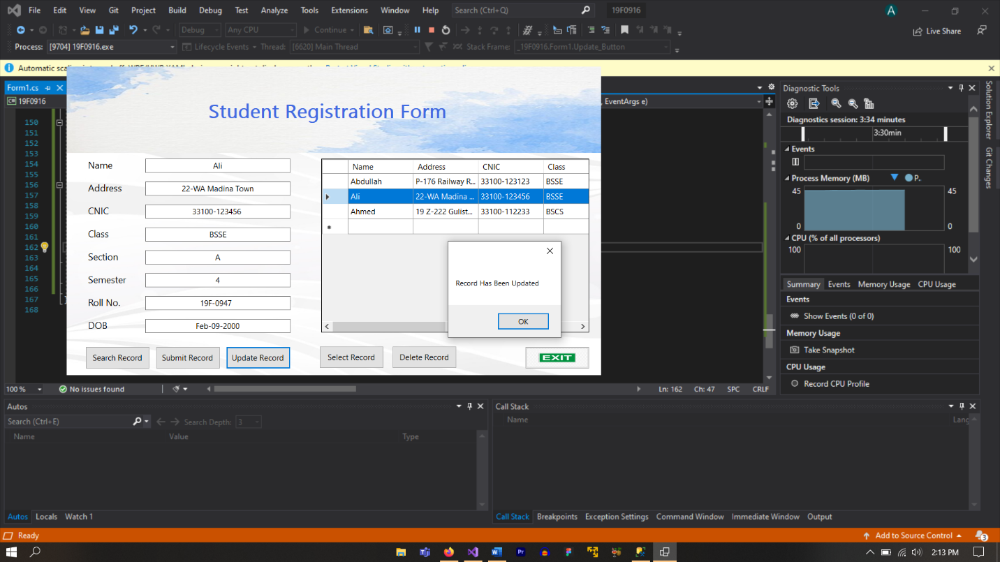 File Edit View Git Project Build Debug Test Analyze Tools Extensions Window Help Search (Ctrl+Q) 19F0916 A
Debug Any CPU Continue Live Share
Process: [9704] 19F0916.exe Lifecycle Events Thread: [6620] Main Thread Stack Frame: _19F0916.Form1.Update_Button
Automatic
Form1.cs
19F0916 , EventArgs e)
Student Registration Form
Name Ali
Address 22-WA Madina Town
CNIC 33100-123456
Class BSSE
Section A
Semester 4
Roll No. 19F-0947
DOB Feb-09-2000
Search Record Submit Record Update Record
Name Address CNIC Class
Abdullah P-176 Railway R... 33100-123123 BSSE
Ali 22-WA Madina ... 33100-123456 BSSE
Ahmed 19 Z-222 Gulist... 33100-112233 BSCS
Record Has Been Updated
OK
Select Record Delete Record EXIT
150
151
152
153
154
155
156
157
158
159
160
161
162
163
164
165
166
167
168
100 % No issues found Ln: 162 Ch: 47 SPC CRLF
Diagnostic Tools
Diagnostics session: 3:34 minutes
3:30min
Events
Process Memory (MB) P..
45 45
0 0
CPU (% of all processors)
100 100
Summary Events Memory Usage CPU Usage
Events
Show Events (0 of 0)
Memory Usage
Take Snapshot
CPU Usage
Record CPU Profile
Solution Explorer
Git Changes
Autos
Search (Ctrl+E) Search Depth: 3
Name Value Type
Autos Locals Watch 1
Call Stack
Name Lang
Call Stack Breakpoints Exception Settings Command Window Immediate Window Output
Ready Add to Source Control 3
Pr
2:13 PM